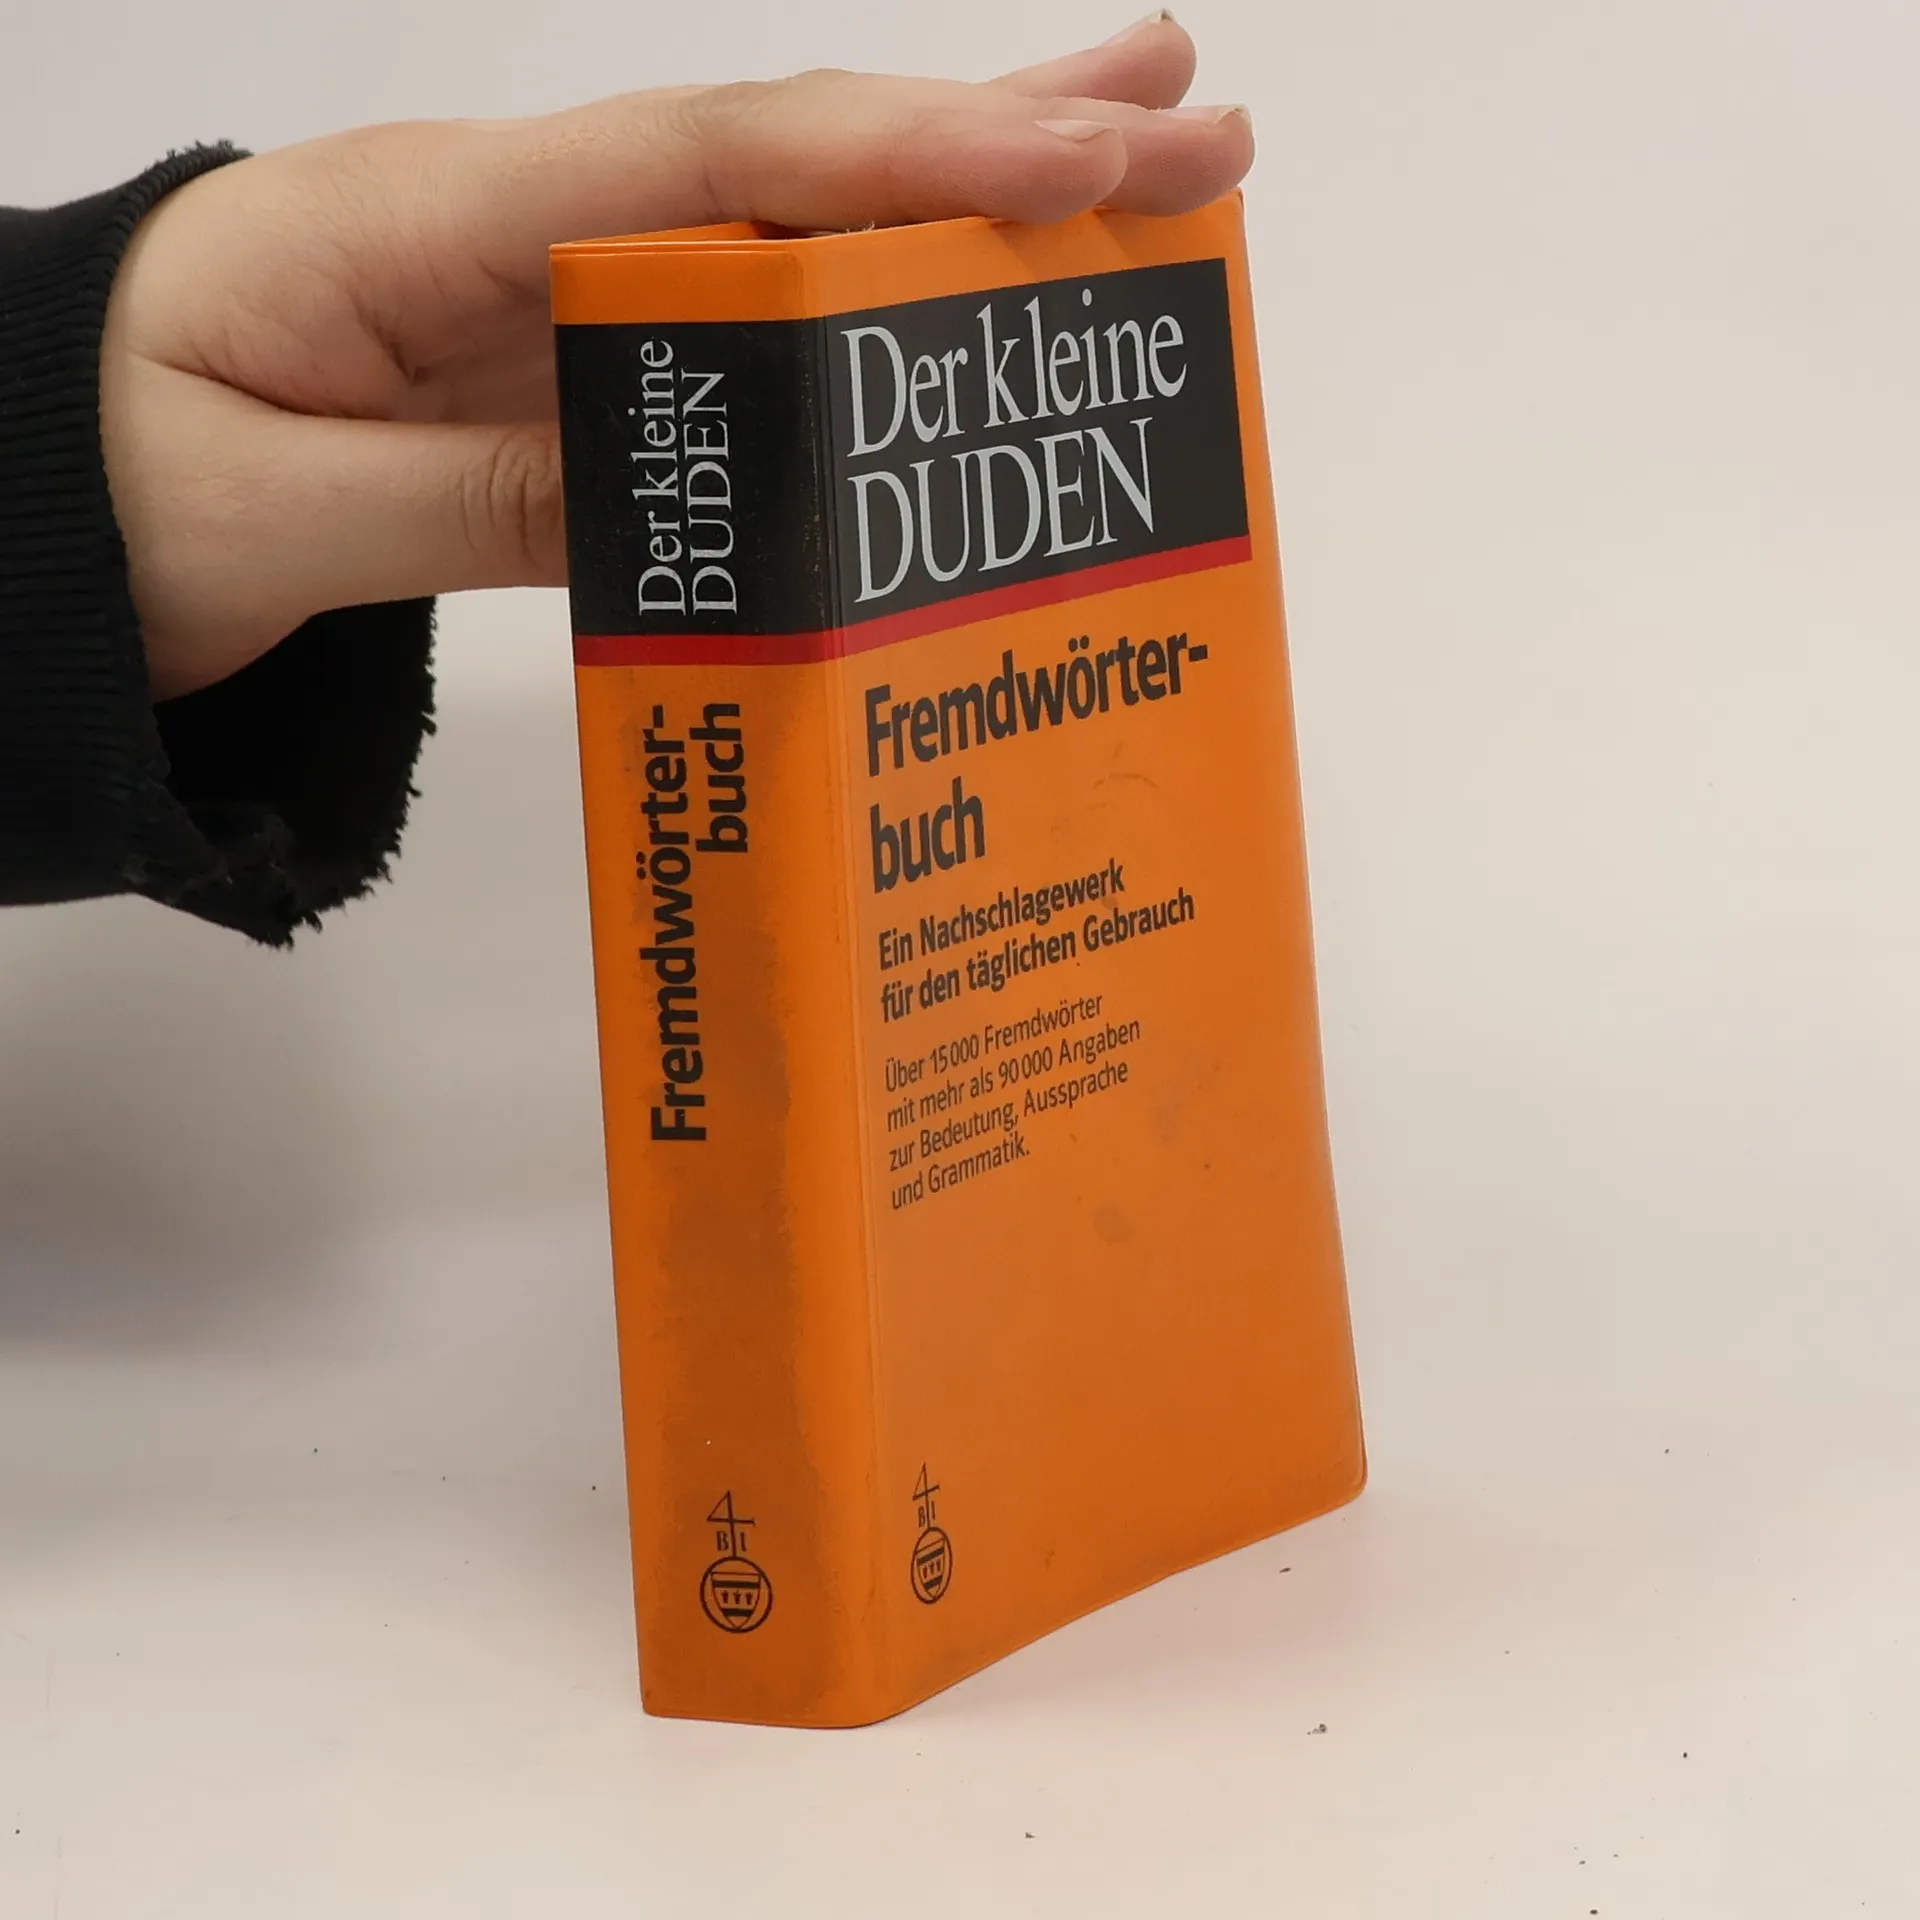 Der kleine
DUDEN
Fremdwörter-
buch
B I
Der kleine
DUDEN
Fremdwörter-
buch
Ein Nachschlagewerk
für den täglichen Gebrauch
Über 15 000 Fremdwörter
mit mehr als 90 000 Angaben
zur Bedeutung, Aussprache
und Grammatik.
B I